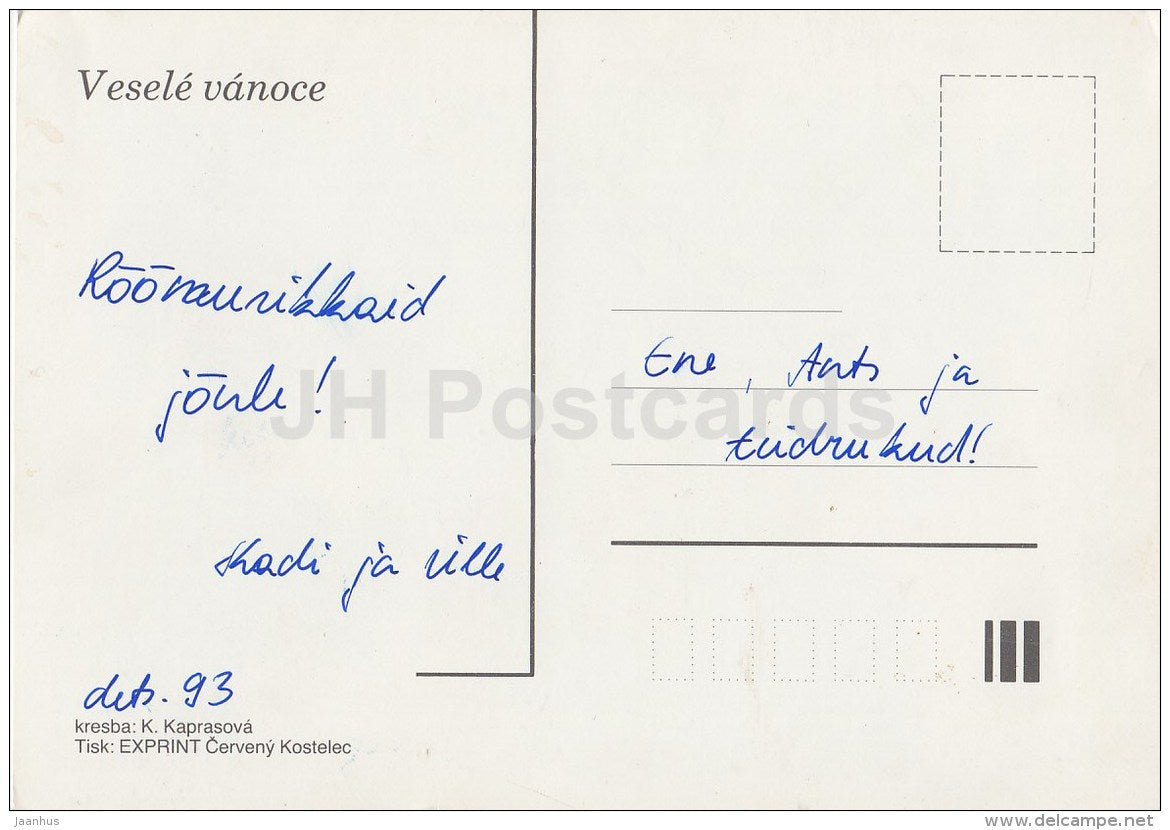 Veselé vánoce
Rõõmurikkaid
jõule!
Kadi ja Ülle
dets. 93
kresba: K. Kaprasová
Tisk: EXPRINT Červený Kostelec
Ene, Ants ja
tüdrukud!
JH Postcards
Jaanhus
www.delcampe.net